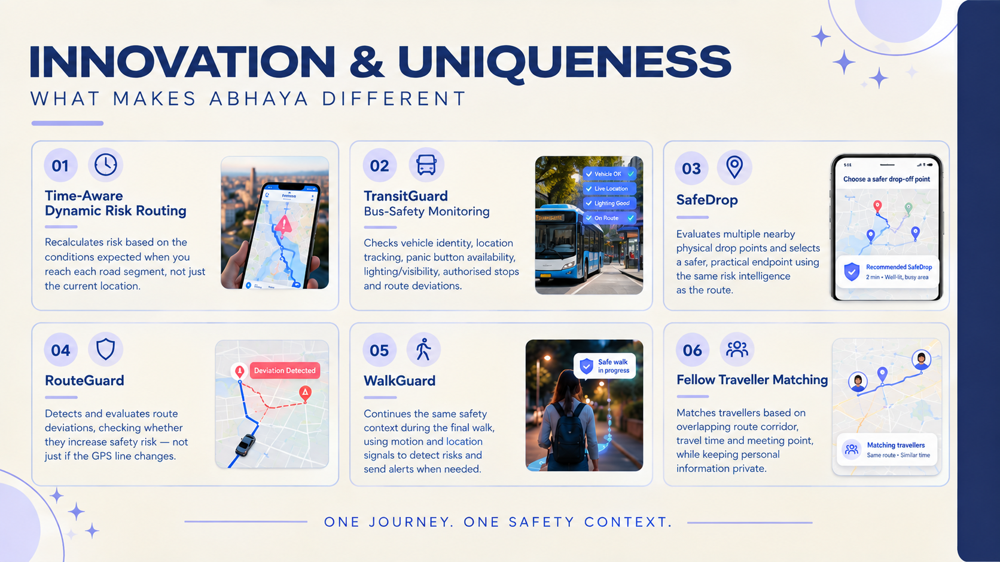 INNOVATION & UNIQUENESS
WHAT MAKES ABHAYA DIFFERENT
01
Time-Aware
Dynamic Risk Routing
Recalculates risk based on the
conditions expected when you
reach each road segment, not just
the current location.
02
TransitGuard
Bus-Safety Monitoring
Checks vehicle identity, location
tracking, panic button availability,
lighting/visibility, authorised stops
and route deviations.
Vehicle OK
Live Location
Lighting Good
On Route
03
SafeDrop
Evaluates multiple nearby
physical drop points and selects
a safer, practical endpoint using
the same risk intelligence
as the route.
Choose a safer drop-off point
Recommended SafeDrop
2 min • Well-lit, busy area
04
RouteGuard
Detects and evaluates route
deviations, checking whether
they increase safety risk — not
just if the GPS line changes.
Deviation Detected
05
WalkGuard
Continues the same safety
context during the final walk,
using motion and location
signals to detect risks and
send alerts when needed.
Safe walk
in progress
06
Fellow Traveller Matching
Matches travellers based on
overlapping route corridor,
travel time and meeting point,
while keeping personal
information private.
Matching travellers
Same route • Similar time
ONE JOURNEY. ONE SAFETY CONTEXT.